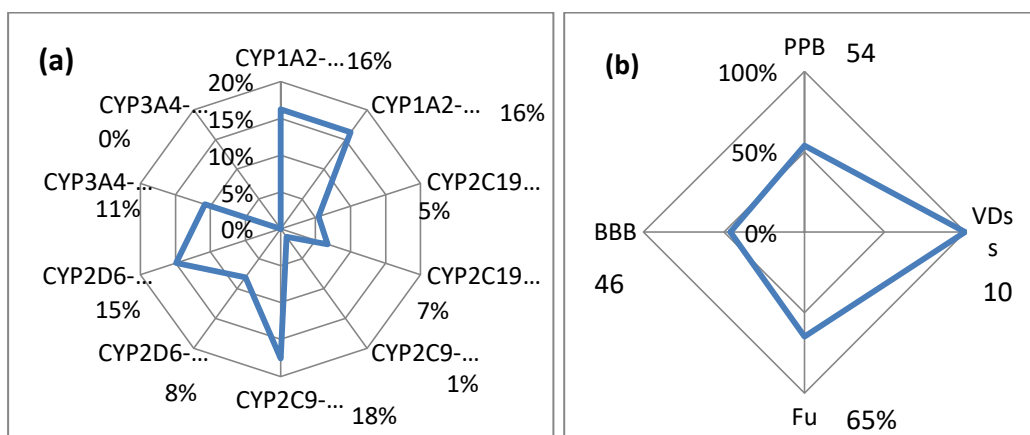 (a)
CYP1A2-... 16%
20%
15%
10%
5%
0%
CYP1A2-...
16%
CYP2C19...
5%
CYP2C19...
7%
CYP2C9-...
1%
CYP2C9-...
18%
CYP2D6-...
8%
CYP2D6-...
15%
CYP3A4-...
11%
CYP3A4-...
0%
(b)
PPB 54
100%
50%
0%
VDs
s
10
Fu 65%
BBB
46